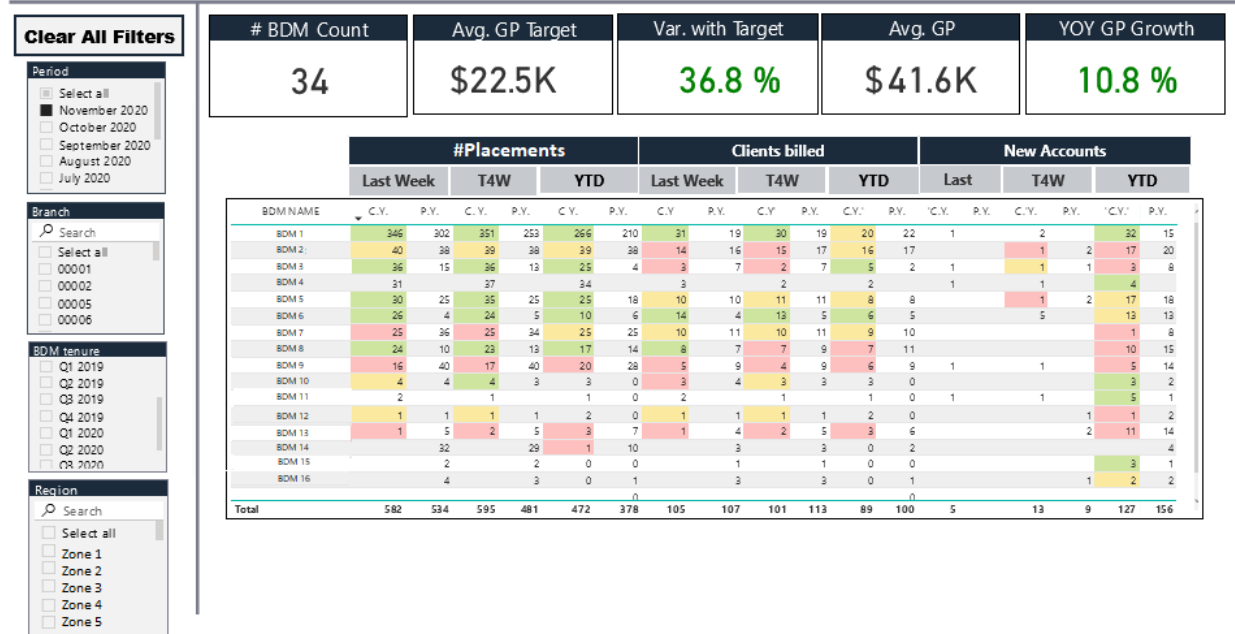 Clear All Filters
Period
Select all
November 2020
October 2020
September 2020
August 2020
July 2020
Branch
Search
Select all
00001
00002
00005
00006
BDM tenure
Q1 2019
Q2 2019
Q3 2019
Q4 2019
Q1 2020
Q2 2020
Q3 2020
Region
Search
Select all
Zone 1
Zone 2
Zone 3
Zone 4
Zone 5
# BDM Count
34
Avg. GP Target
$22.5K
Var. with Target
36.8 %
Avg. GP
$41.6K
YOY GP Growth
10.8 %
#Placements Clients billed New Accounts
Last Week T4W YTD Last Week T4W YTD Last T4W YTD
BDM NAME C.Y. P.Y. C.Y. P.Y. C Y. P.Y. C.Y P.Y. C.Y' P.Y. C.Y.' P.Y. 'C.Y. P.Y. C.'Y. P.Y. 'C.Y.' P.Y.
BDM 1 346 302 351 253 266 210 31 19 30 19 20 22 1 2 32 15
BDM 2: 40 38 39 38 39 38 14 16 15 17 16 17 1 2 17 20
BDM 3 36 15 36 13 25 4 3 7 2 7 5 2 1 1 1 3 8
BDM 4 31 37 34 3 2 2 1 1 4
BDM 5 30 25 35 25 25 18 10 10 11 11 8 8 1 2 17 18
BDM 6 26 4 24 5 10 6 14 4 13 5 6 5 5 13 13
BDM 7 25 36 25 34 25 25 10 11 10 11 9 10 1 8
BDM 8 24 10 23 13 17 14 8 7 7 9 7 11 10 15
BDM 9 16 40 17 40 20 28 5 9 4 9 6 9 1 1 5 14
BDM 10 4 4 4 3 3 0 3 4 3 3 3 0 3 2
BDM 11 2 1 1 0 2 1 1 0 1 1 5 1
BDM 12 1 1 1 1 2 0 1 1 1 1 2 0 1 1 2
BDM 13 1 5 2 5 3 7 1 4 2 5 3 6 2 11 14
BDM 14 32 29 1 10 3 3 0 2 4
BDM 15 2 2 0 0 1 1 0 0 3 1
BDM 16 4 3 0 1 3 3 0 1 1 2 2
0 0
Total 582 534 595 481 472 378 105 107 101 113 89 100 5 13 9 127 156